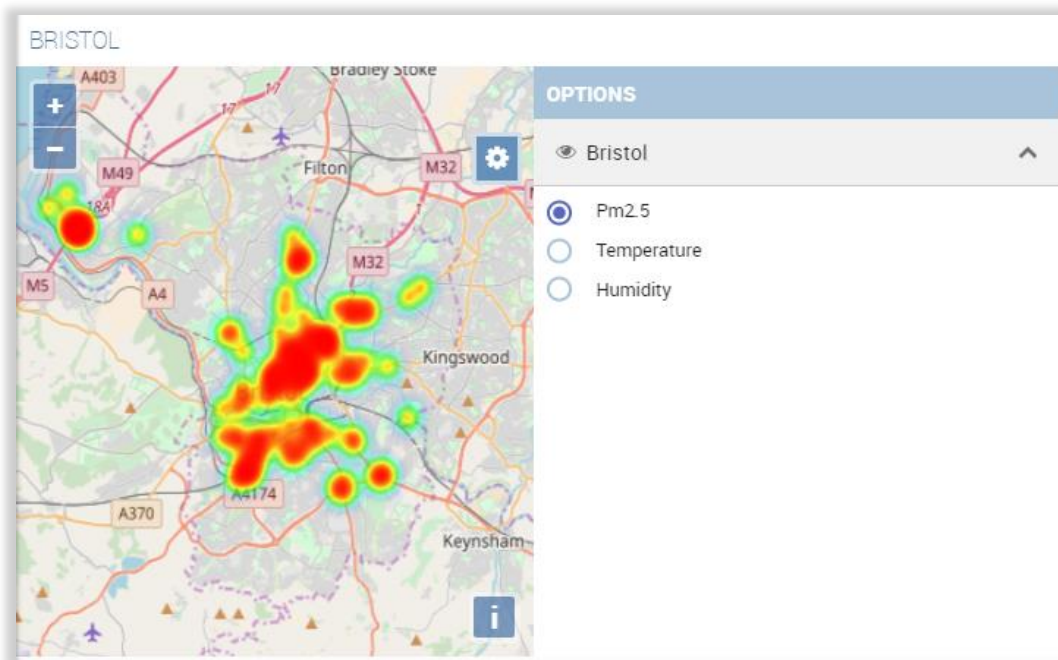 BRISTOL
A403
Bradley Stoke
+
−
M49
Filton
M32
18A
M32
M5
A4
Kingswood
A4174
A370
Keynsham
i
OPTIONS
Bristol
Pm2.5
Temperature
Humidity